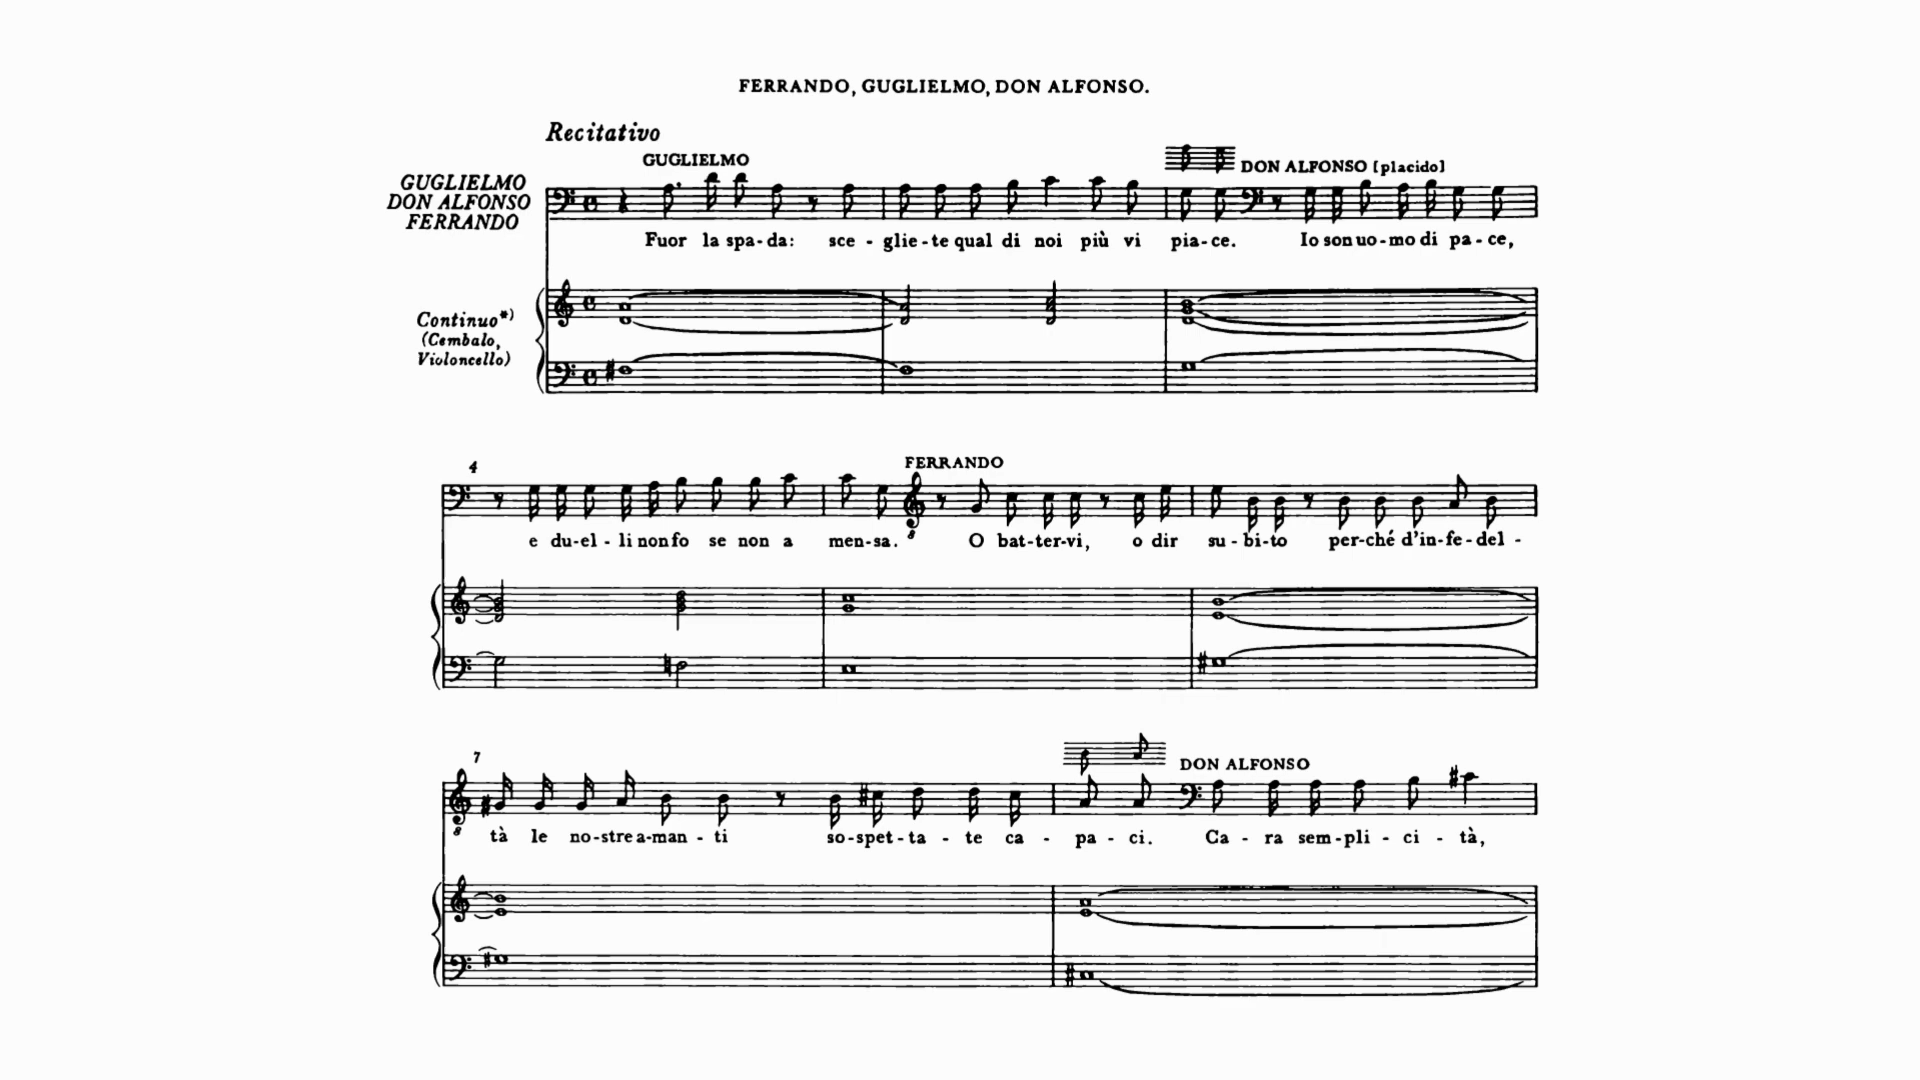 FERRANDO, GUGLIELMO, DON ALFONSO.
Recitativo
GUGLIELMO
DON ALFONSO [placido]
GUGLIELMO
DON ALFONSO
FERRANDO
Fuor la spa-da: sce - glie-te qual di noi più vi pia-ce. Io son uo-mo di pa-ce,
Continuo*)
(Cembalo,
Violoncello)
4
FERRANDO
e du-el-li non fo se non a men-sa. O bat-ter-vi, o dir su-bi-to per-ché d'in-fe-del -
8
7
DON ALFONSO
8
tà le no-stre a-man-ti so-spet-ta-te ca - pa-ci. Ca-ra sem-pli-ci-tà,